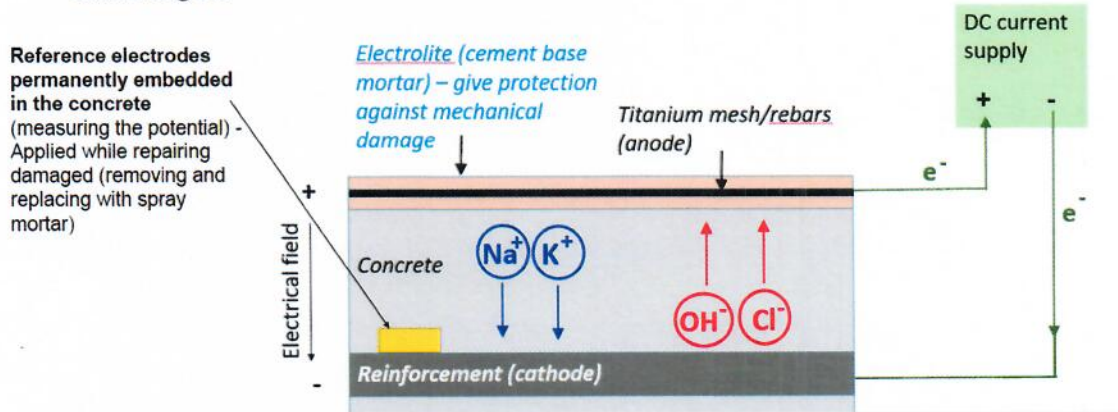 Reference electrodes
permanently embedded
in the concrete
(measuring the potential) -
Applied while repairing
damaged (removing and
replacing with spray
mortar)
Electrolite (cement base
mortar) – give protection
against mechanical
damage
Titanium mesh/rebars
(anode)
DC current
supply
+ -
e-
e-
+
Electrical field
-
Concrete
Na+ K+
OH- Cl-
Reinforcement (cathode)